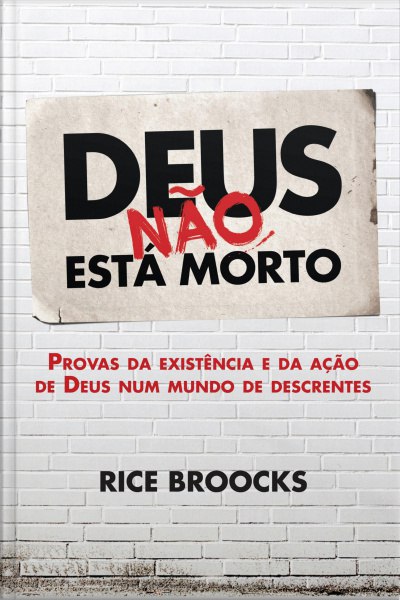 DEUS
NÃO
ESTÁ MORTO
PROVAS DA EXISTÊNCIA E DA AÇÃO
DE DEUS NUM MUNDO DE DESCRENTES
RICE BROOCKS